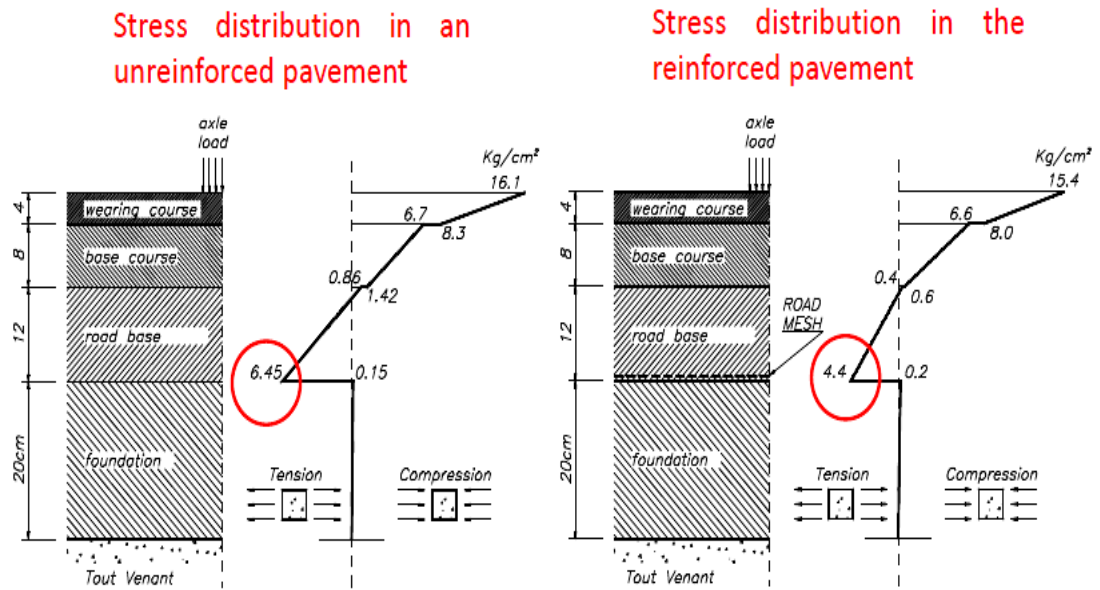 Stress distribution in an
unreinforced pavement
Stress distribution in the
reinforced pavement
axle
load
Kg/cm²
16.1
4
wearing course
6.7
8.3
8
base course
0.86
1.42
12
road base
6.45
0.15
20cm
foundation
Tension
Compression
Tout Venant
axle
load
Kg/cm²
15.4
4
wearing course
6.6
8.0
8
base course
0.4
0.6
ROAD
MESH
12
road base
4.4
0.2
20cm
foundation
Tension
Compression
Tout Venant